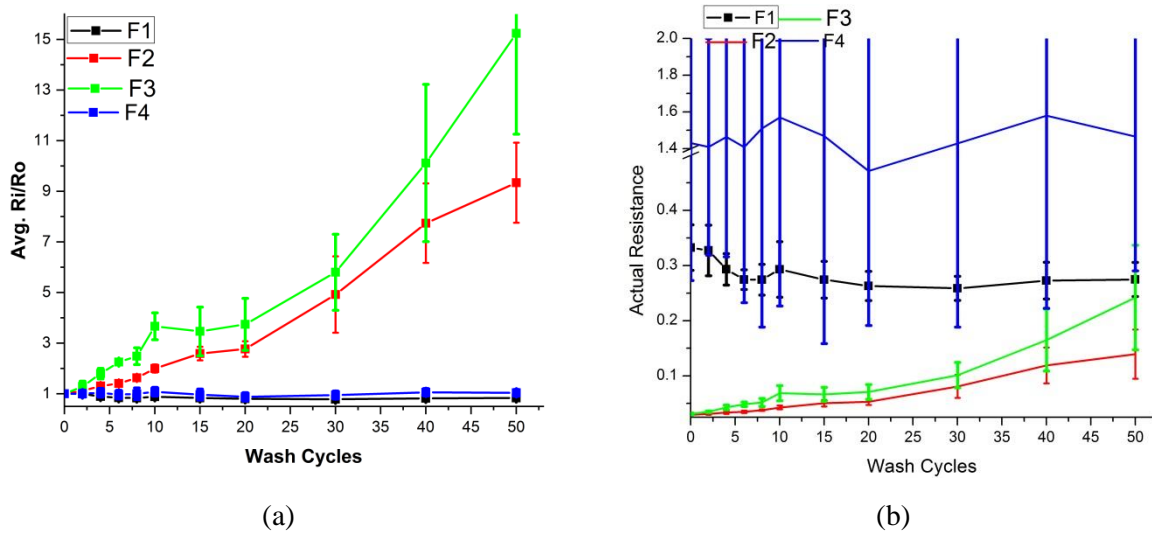 F1
F2
F3
F4
15
13
11
9
7
5
3
1
Avg. Ri/Ro
0 5 10 15 20 25 30 35 40 45 50
Wash Cycles
(a)
F1 F3
F2 F4
2.0
1.8
1.6
1.4
0.4
0.3
0.2
0.1
Actual Resistance
0 5 10 15 20 25 30 35 40 45 50
Wash Cycles
(b)